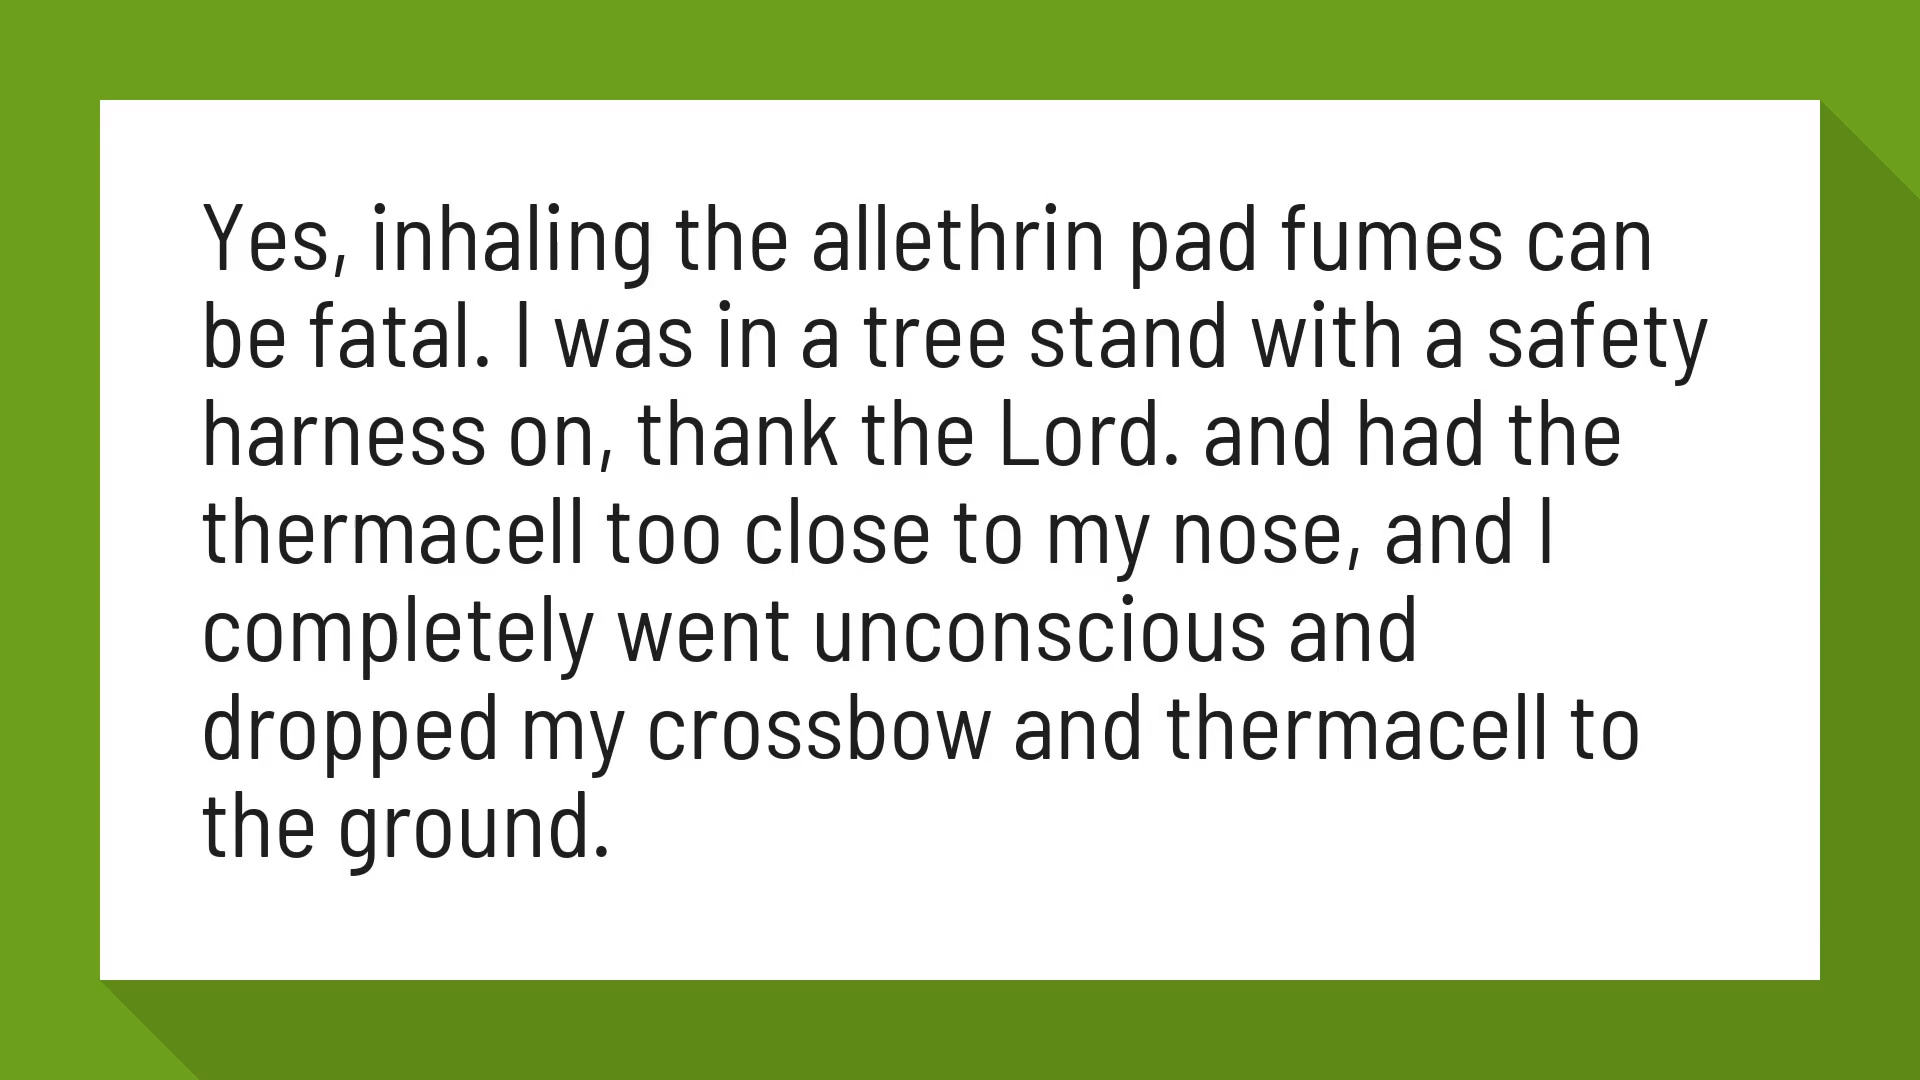 Yes, inhaling the allethrin pad fumes can
be fatal. I was in a tree stand with a safety
harness on, thank the Lord. and had the
thermacell too close to my nose, and I
completely went unconscious and
dropped my crossbow and thermacell to
the ground.